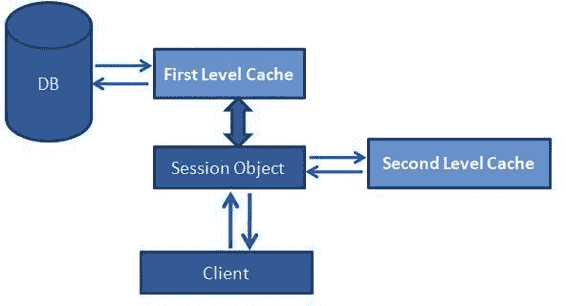 DB
First Level Cache
Session Object
Second Level Cache
Client